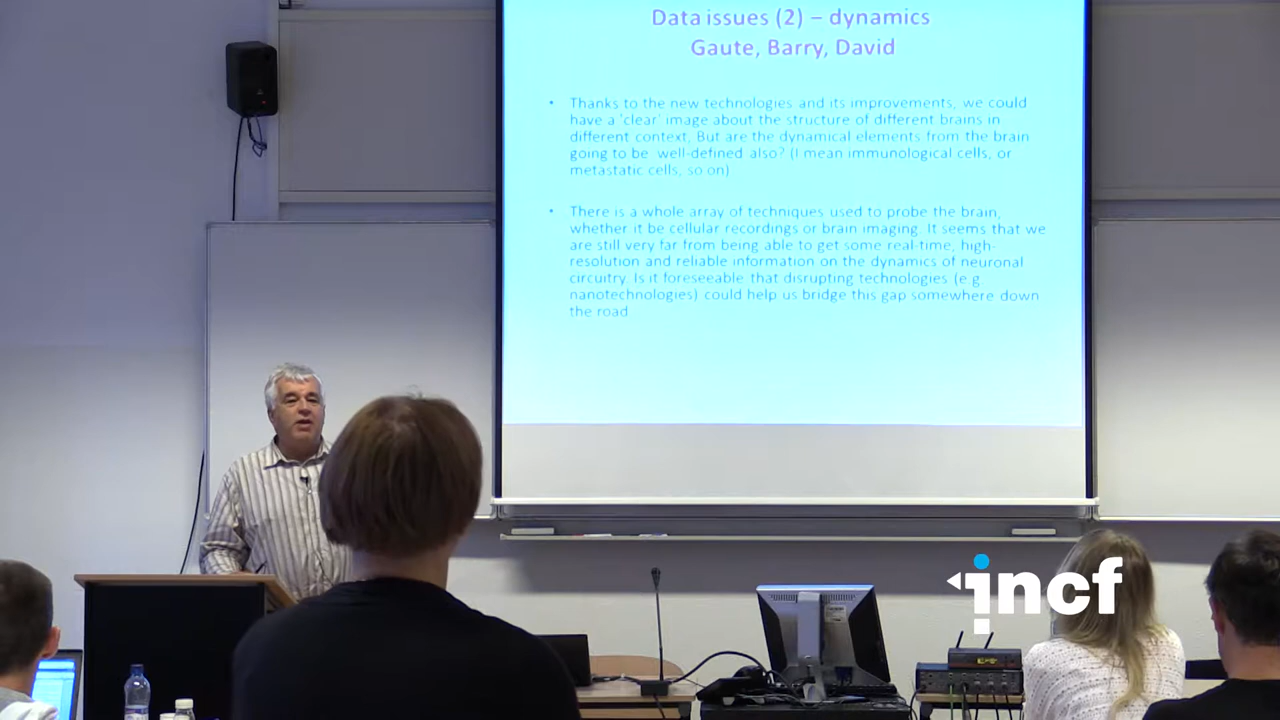 Data issues (2) – dynamics
Gaute, Barry, David
• Thanks to the new technologies and its improvements, we could
have a 'clear' image about the structure of different brains in
different context, But are the dynamical elements from the brain
going to be well-defined also? (I mean immunological cells, or
metastatic cells, so on)
• There is a whole array of techniques used to probe the brain,
whether it be cellular recordings or brain imaging. It seems that we
are still very far from being able to get some real-time, high-
resolution and reliable information on the dynamics of neuronal
circuitry. Is it foreseeable that disrupting technologies (e.g
nanotechnologies) could help us bridge this gap somewhere down
the road
incf